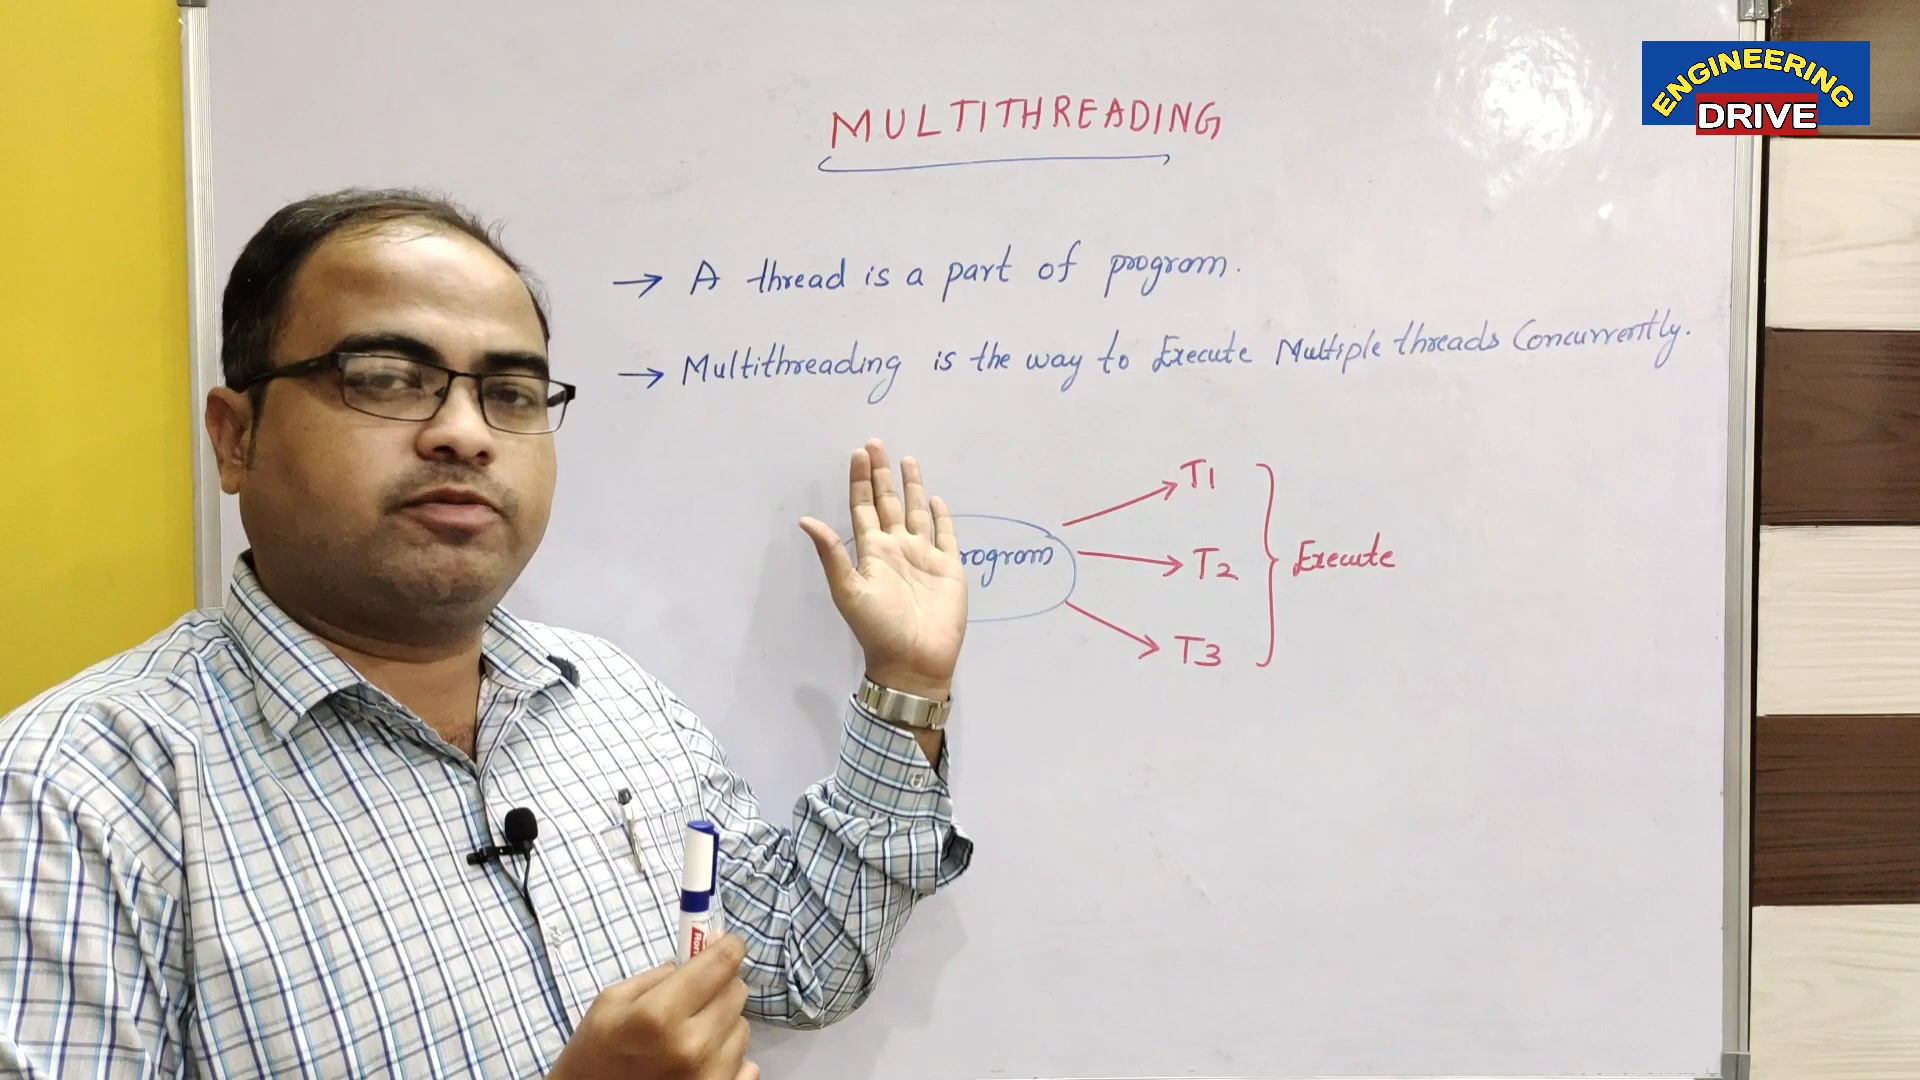 ENGINEERING
DRIVE
MULTITHREADING
→ A thread is a part of program.
→ Multithreading is the way to Execute Multiple threads Concurrently.
T1
rogram
T2
Execute
T3